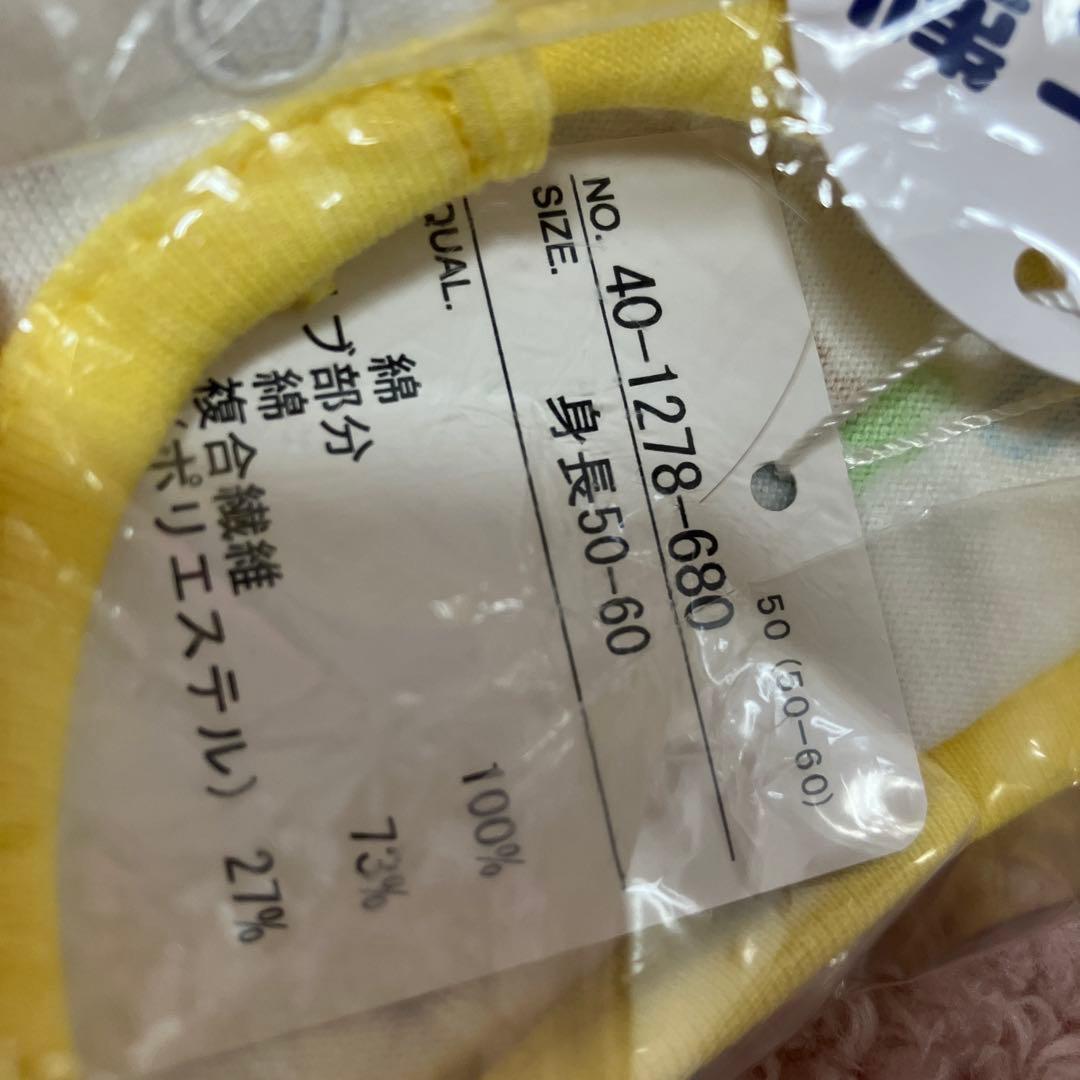 50 (50-60)
NO. 40-1278-680
SIZE. 身長50-60
QUAL.
綿 100%
ブ部分
綿 73%
複合繊維
(ポリエステル) 27%